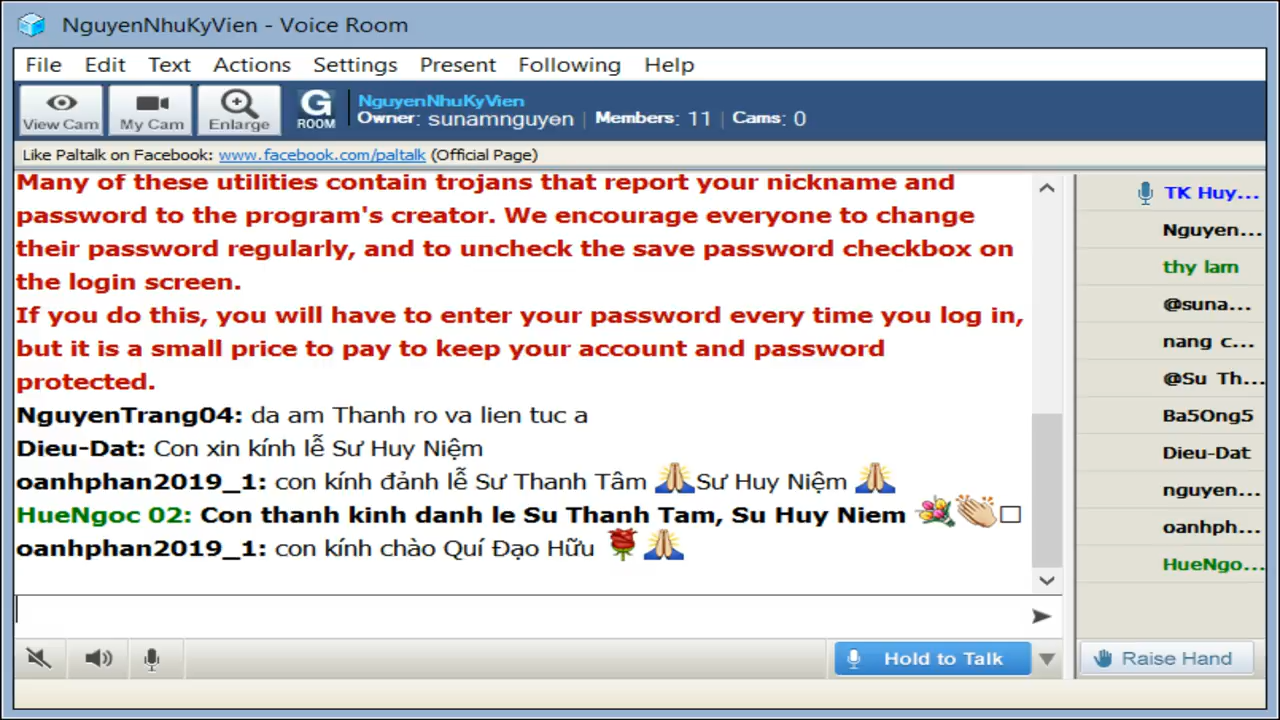 NguyenNhuKyVien - Voice Room
File Edit Text Actions Settings Present Following Help
View Cam My Cam Enlarge G ROOM
NguyenNhuKyVien
Owner: sunamnguyen | Members: 11 | Cams: 0
Like Paltalk on Facebook: www.facebook.com/paltalk (Official Page)
Many of these utilities contain trojans that report your nickname and
password to the program's creator. We encourage everyone to change
their password regularly, and to uncheck the save password checkbox on
the login screen.
If you do this, you will have to enter your password every time you log in,
but it is a small price to pay to keep your account and password
protected.
NguyenTrang04: da am Thanh ro va lien tuc a
Dieu-Dat: Con xin kính lễ Sư Huy Niệm
oanhphan2019_1: con kính đảnh lễ Sư Thanh Tâm 🙏Sư Huy Niệm 🙏
HueNgoc 02: Con thanh kinh danh le Su Thanh Tam, Su Huy Niem 💐👏□
oanhphan2019_1: con kính chào Quí Đạo Hữu 🌹🙏
TK Huy...
Nguyen...
thy lam
@suna...
nang c...
@Su Th...
Ba5Ong5
Dieu-Dat
nguyen...
oanhph...
HueNgo...
Hold to Talk
Raise Hand